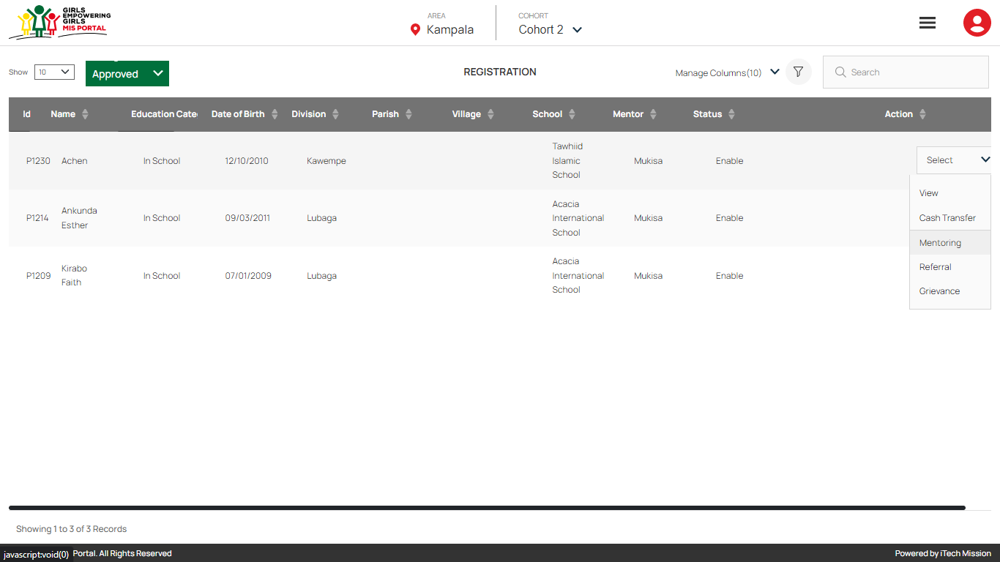 GIRLS
EMPOWERING
GIRLS
MIS PORTAL
AREA
Kampala
COHORT
Cohort 2
Show
10
Approved
REGISTRATION
Manage Columns(10)
Search
Id Name Education Cate Date of Birth Division Parish Village School Mentor Status Action
P1230 Achen In School 12/10/2010 Kawempe Tawhiid Islamic School Mukisa Enable Select
View
Cash Transfer
Mentoring
Referral
Grievance
P1214 Ankunda Esther In School 09/03/2011 Lubaga Acacia International School Mukisa Enable
P1209 Kirabo Faith In School 07/01/2009 Lubaga Acacia International School Mukisa Enable
Showing 1 to 3 of 3 Records
javascript:void(0) Portal. All Rights Reserved
Powered by iTech Mission